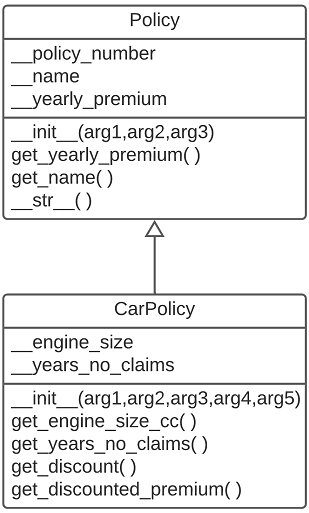 Policy
__policy_number
__name
__yearly_premium
__init__(arg1,arg2,arg3)
get_yearly_premium( )
get_name( )
__str__( )
CarPolicy
__engine_size
__years_no_claims
__init__(arg1,arg2,arg3,arg4,arg5)
get_engine_size_cc( )
get_years_no_claims( )
get_discount( )
get_discounted_premium( )